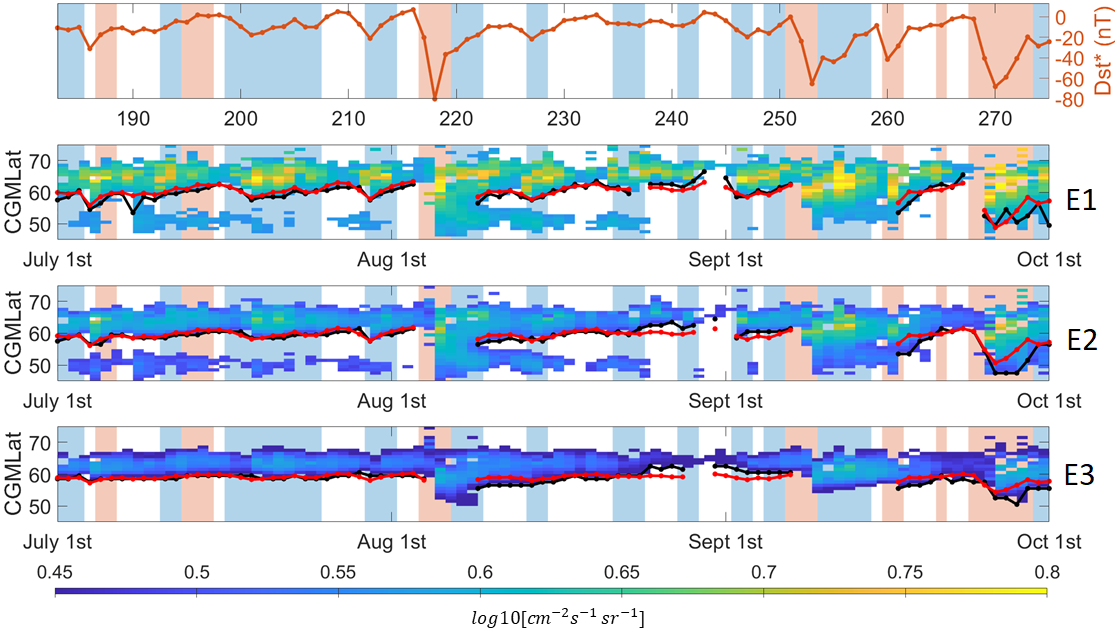 0
-20
-40
-60
-80
Dst* (nT)
190 200 210 220 230 240 250 260 270
70
60
50
CGMLat
E1
July 1st Aug 1st Sept 1st Oct 1st
70
60
50
CGMLat
E2
July 1st Aug 1st Sept 1st Oct 1st
70
60
50
CGMLat
E3
July 1st Aug 1st Sept 1st Oct 1st
0.45 0.5 0.55 0.6 0.65 0.7 0.75 0.8
log10[cm⁻²s⁻¹ sr⁻¹]